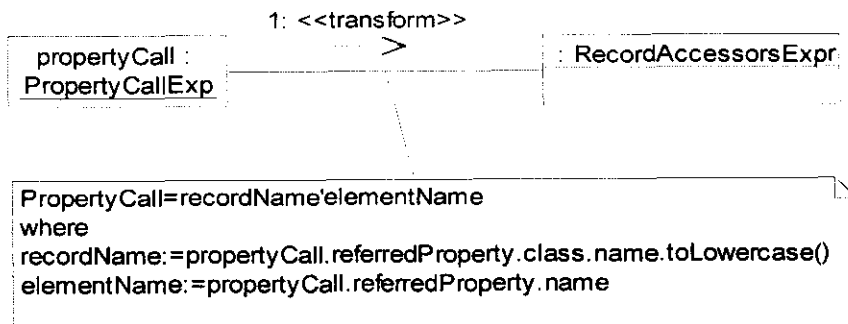 1: <<transform>>
propertyCall :
PropertyCallExp
: RecordAccessorsExpr
PropertyCall=recordName'elementName
where
recordName:=propertyCall.referredProperty.class.name.toLowercase()
elementName:=propertyCall.referredProperty.name